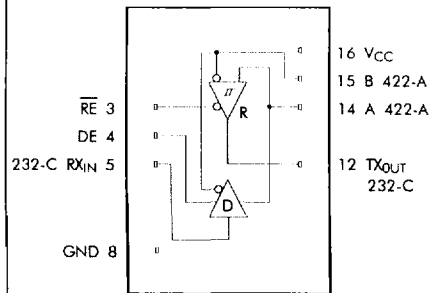 16 VCC
15 B 422-A
RE 3
14 A 422-A
R
DE 4
232-C RXIN 5
12 TXOUT
232-C
D
GND 8